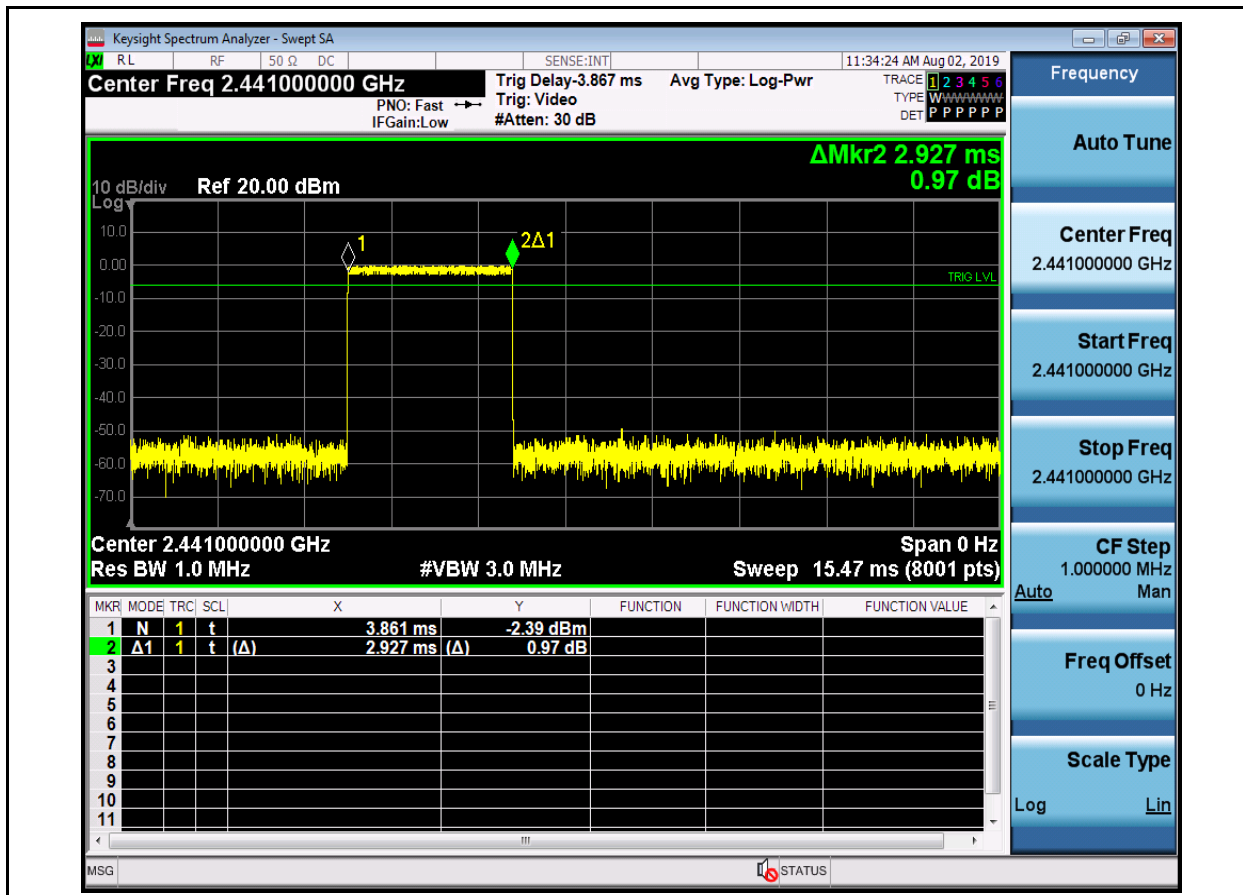 Keysight Spectrum Analyzer - Swept SA
LXI RL RF 50 Ω DC SENSE:INT 11:34:24 AM Aug 02, 2019
Center Freq 2.441000000 GHz
PNO: Fast
IFGain:Low
Trig Delay-3.867 ms
Trig: Video
#Atten: 30 dB
Avg Type: Log-Pwr
TRACE 1 2 3 4 5 6
TYPE WWWWWW
DET P P P P P P
ΔMkr2 2.927 ms
0.97 dB
10 dB/div Ref 20.00 dBm
Log
10.0
0.00
-10.0
-20.0
-30.0
-40.0
-50.0
-60.0
-70.0
1
2Δ1
TRIG LVL
Center 2.441000000 GHz Span 0 Hz
Res BW 1.0 MHz #VBW 3.0 MHz Sweep 15.47 ms (8001 pts)
MKR MODE TRC SCL X Y FUNCTION FUNCTION WIDTH FUNCTION VALUE
1 N 1 t 3.861 ms -2.39 dBm
2 Δ1 1 t (Δ) 2.927 ms (Δ) 0.97 dB
3
4
5
6
7
8
9
10
11
MSG STATUS
Frequency
Auto Tune
Center Freq
2.441000000 GHz
Start Freq
2.441000000 GHz
Stop Freq
2.441000000 GHz
CF Step
1.000000 MHz
Auto Man
Freq Offset
0 Hz
Scale Type
Log Lin